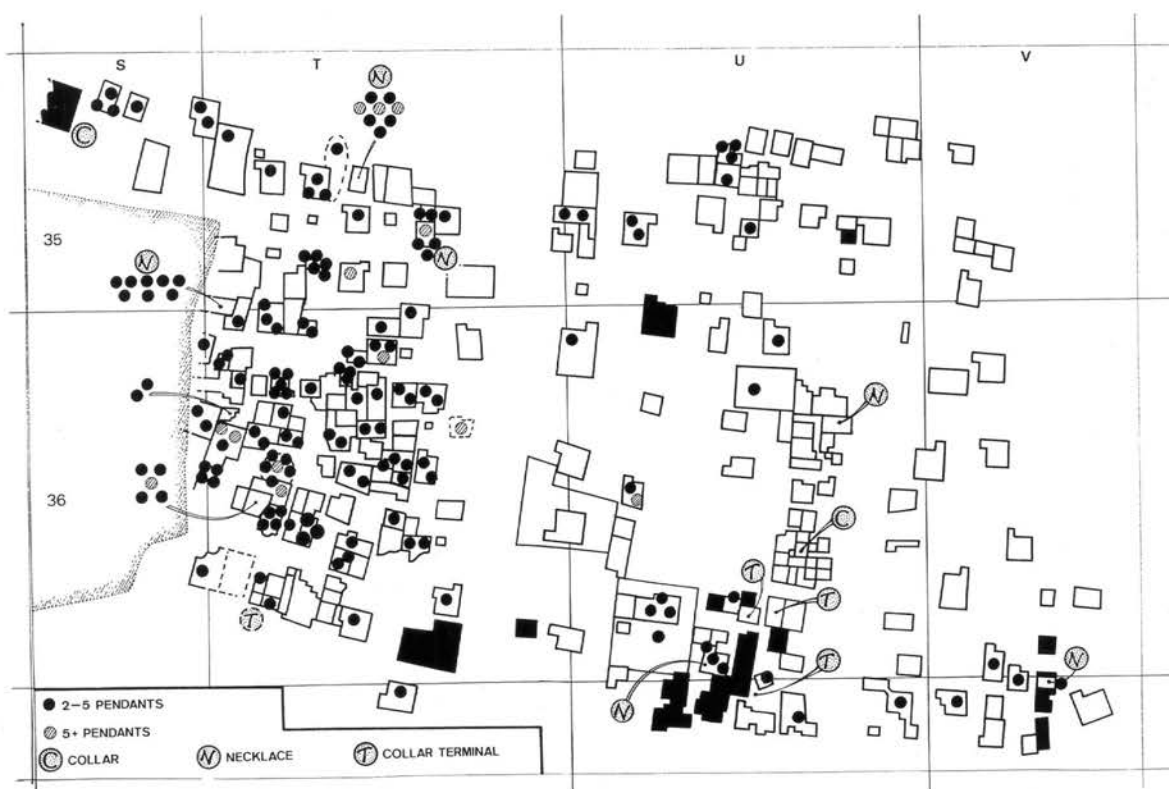 S T U V
N
C
35
N
N
N
36
C
T
T
T
T
N
N
2–5 PENDANTS
5+ PENDANTS
C COLLAR N NECKLACE T COLLAR TERMINAL